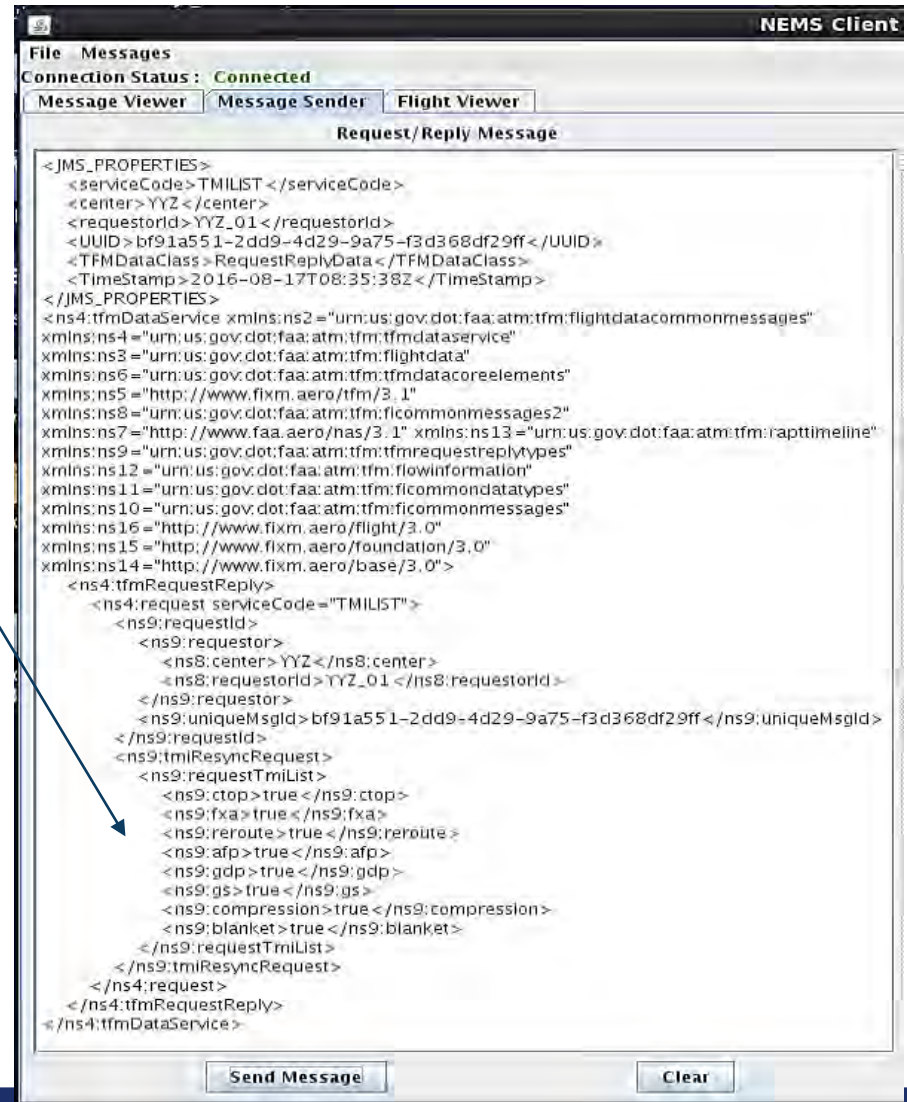 NEMS Client
File Messages
Connection Status : Connected
Message Viewer Message Sender Flight Viewer
Request/Reply Message
<JMS_PROPERTIES>
<serviceCode>TMILIST</serviceCode>
<center>YYZ</center>
<requestorId>YYZ_01</requestorId>
<UUID>bf91a551-2dd9-4d29-9a75-f3d368df29ff</UUID>
<TFMDataClass>RequestReplyData</TFMDataClass>
<TimeStamp>2016-08-17T08:35:38Z</TimeStamp>
</JMS_PROPERTIES>
<ns4:tfmDataService xmlns:ns2="urn:us:gov:dot:faa:atm:tfm:flightdatacommonmessages"
xmlns:ns4="urn:us:gov:dot:faa:atm:tfm:tfmdataservice"
xmlns:ns3="urn:us:gov:dot:faa:atm:tfm:flightdata"
xmlns:ns6="urn:us:gov:dot:faa:atm:tfm:tfmdatacoreelements"
xmlns:ns5="http://www.fixm.aero/tfm/3.1"
xmlns:ns8="urn:us:gov:dot:faa:atm:tfm:ficommonmessages2"
xmlns:ns7="http://www.faa.aero/nas/3.1" xmlns:ns13="urn:us:gov:dot:faa:atm:tfm:rapttimeline"
xmlns:ns9="urn:us:gov:dot:faa:atm:tfm:tfmrequestreplytypes"
xmlns:ns12="urn:us:gov:dot:faa:atm:tfm:flowinformation"
xmlns:ns11="urn:us:gov:dot:faa:atm:tfm:ficommondatatypes"
xmlns:ns10="urn:us:gov:dot:faa:atm:tfm:ficommonmessages"
xmlns:ns16="http://www.fixm.aero/flight/3.0"
xmlns:ns15="http://www.fixm.aero/foundation/3.0"
xmlns:ns14="http://www.fixm.aero/base/3.0">
<ns4:tfmRequestReply>
<ns4:request serviceCode="TMILIST">
<ns9:requestId>
<ns9:requestor>
<ns8:center>YYZ</ns8:center>
<ns8:requestorId>YYZ_01</ns8:requestorId>
</ns9:requestor>
<ns9:uniqueMsgId>bf91a551-2dd9-4d29-9a75-f3d368df29ff</ns9:uniqueMsgId>
</ns9:requestId>
<ns9:tmiResyncRequest>
<ns9:requestTmiList>
<ns9:ctop>true</ns9:ctop>
<ns9:fxa>true</ns9:fxa>
<ns9:reroute>true</ns9:reroute>
<ns9:afp>true</ns9:afp>
<ns9:gdp>true</ns9:gdp>
<ns9:gs>true</ns9:gs>
<ns9:compression>true</ns9:compression>
<ns9:blanket>true</ns9:blanket>
</ns9:requestTmiList>
</ns9:tmiResyncRequest>
</ns4:request>
</ns4:tfmRequestReply>
</ns4:tfmDataService>
Send Message Clear